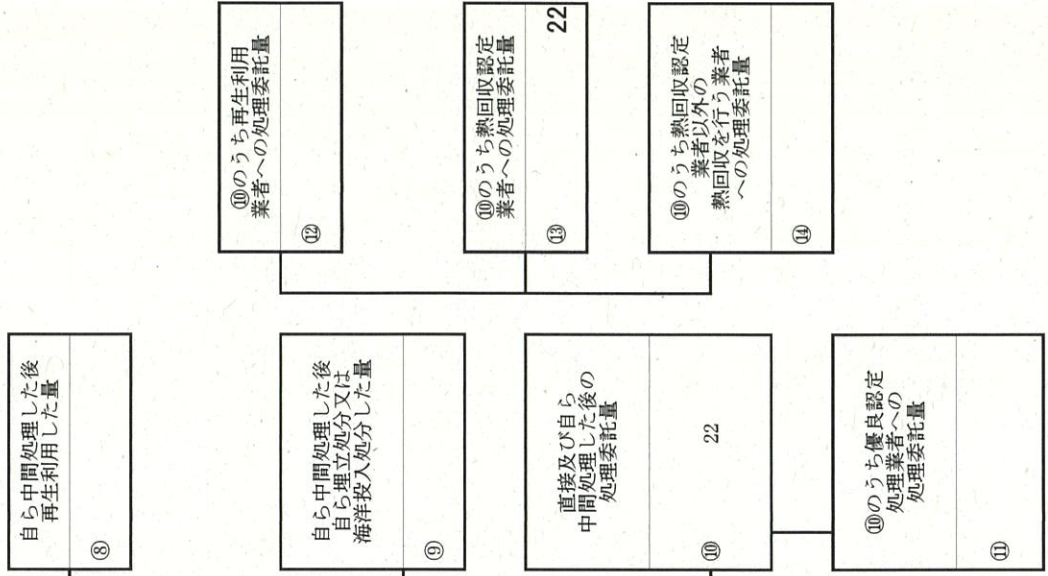 自ら中間処理した後
再生利用した量
⑧
自ら中間処理した後
自ら埋立処分又は
海洋投入処分した量
⑨
直接及び自ら
中間処理した後の
処理委託量
⑩
22
⑩のうち優良認定
処理業者への
処理委託量
⑪
⑩のうち再生利用
業者への処理委託量
⑫
⑩のうち熱回収認定
業者への処理委託量
⑬
22
⑩のうち熱回収認定
業者以外の
熱回収を行う業者
への処理委託量
⑭